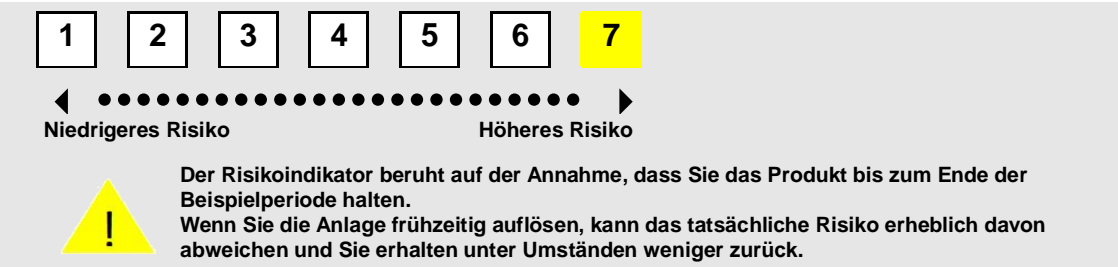 1 2 3 4 5 6 7
Niedrigeres Risiko Höheres Risiko
Der Risikoindikator beruht auf der Annahme, dass Sie das Produkt bis zum Ende der
Beispielperiode halten.
Wenn Sie die Anlage frühzeitig auflösen, kann das tatsächliche Risiko erheblich davon
abweichen und Sie erhalten unter Umständen weniger zurück.
!